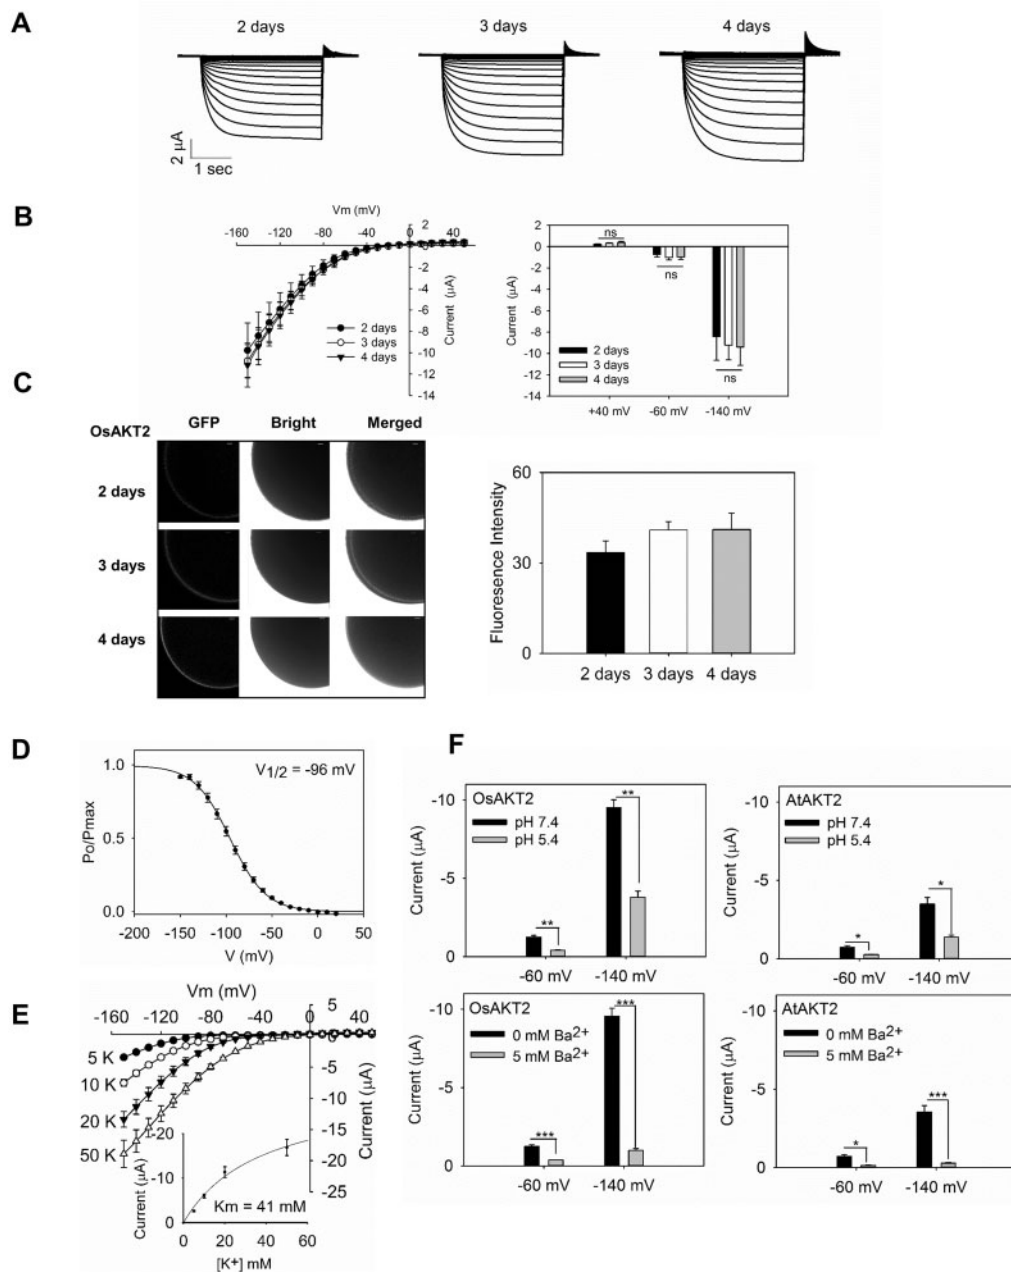 A
2 days
3 days
4 days
2 μA
1 sec
B
Vm (mV)
-160 -120 -80 -40 0 40
2
0
-2
-4
-6
-8
-10
-12
-14
Current (μA)
2 days
3 days
4 days
2
0
-2
-4
-6
-8
-10
-12
-14
Current (μA)
ns
ns
ns
2 days
3 days
4 days
+40 mV -60 mV -140 mV
C
OsAKT2
GFP Bright Merged
2 days
3 days
4 days
Fluoresence Intensity
60
30
0
2 days 3 days 4 days
D
Po/Pmax
1.0
0.5
0.0
V1/2 = -96 mV
-200 -150 -100 -50 0 50
V (mV)
E
Vm (mV)
-160 -120 -80 -40 0 40
5
0
-5
-10
-15
-20
-25
Current (μA)
5 K
10 K
20 K
50 K
-20
-10
0
Current (μA)
Km = 41 mM
0 20 40 60
[K+] mM
F
OsAKT2
pH 7.4
pH 5.4
Current (μA)
-10
-5
0
**
**
-60 mV -140 mV
AtAKT2
pH 7.4
pH 5.4
Current (μA)
-10
-5
0
*
*
-60 mV -140 mV
OsAKT2
0 mM Ba2+
5 mM Ba2+
Current (μA)
-10
-5
0
***
***
-60 mV -140 mV
AtAKT2
0 mM Ba2+
5 mM Ba2+
Current (μA)
-10
-5
0
*
***
-60 mV -140 mV